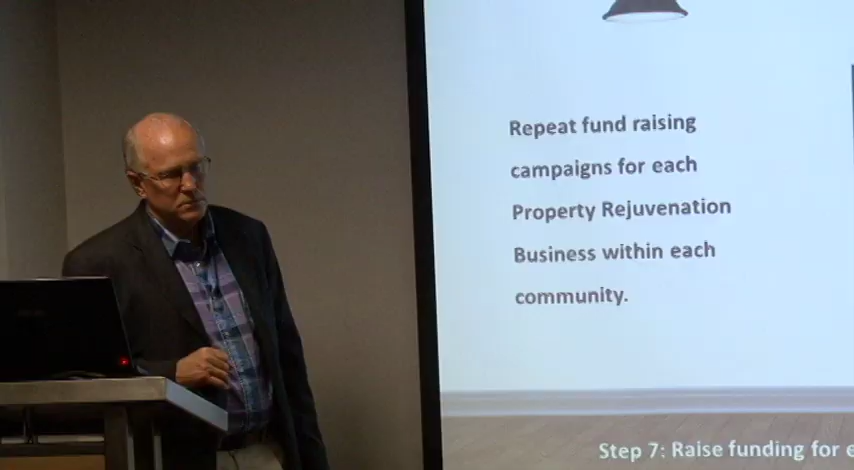 Repeat fund raising
campaigns for each
Property Rejuvenation
Business within each
community.
Step 7: Raise funding for e